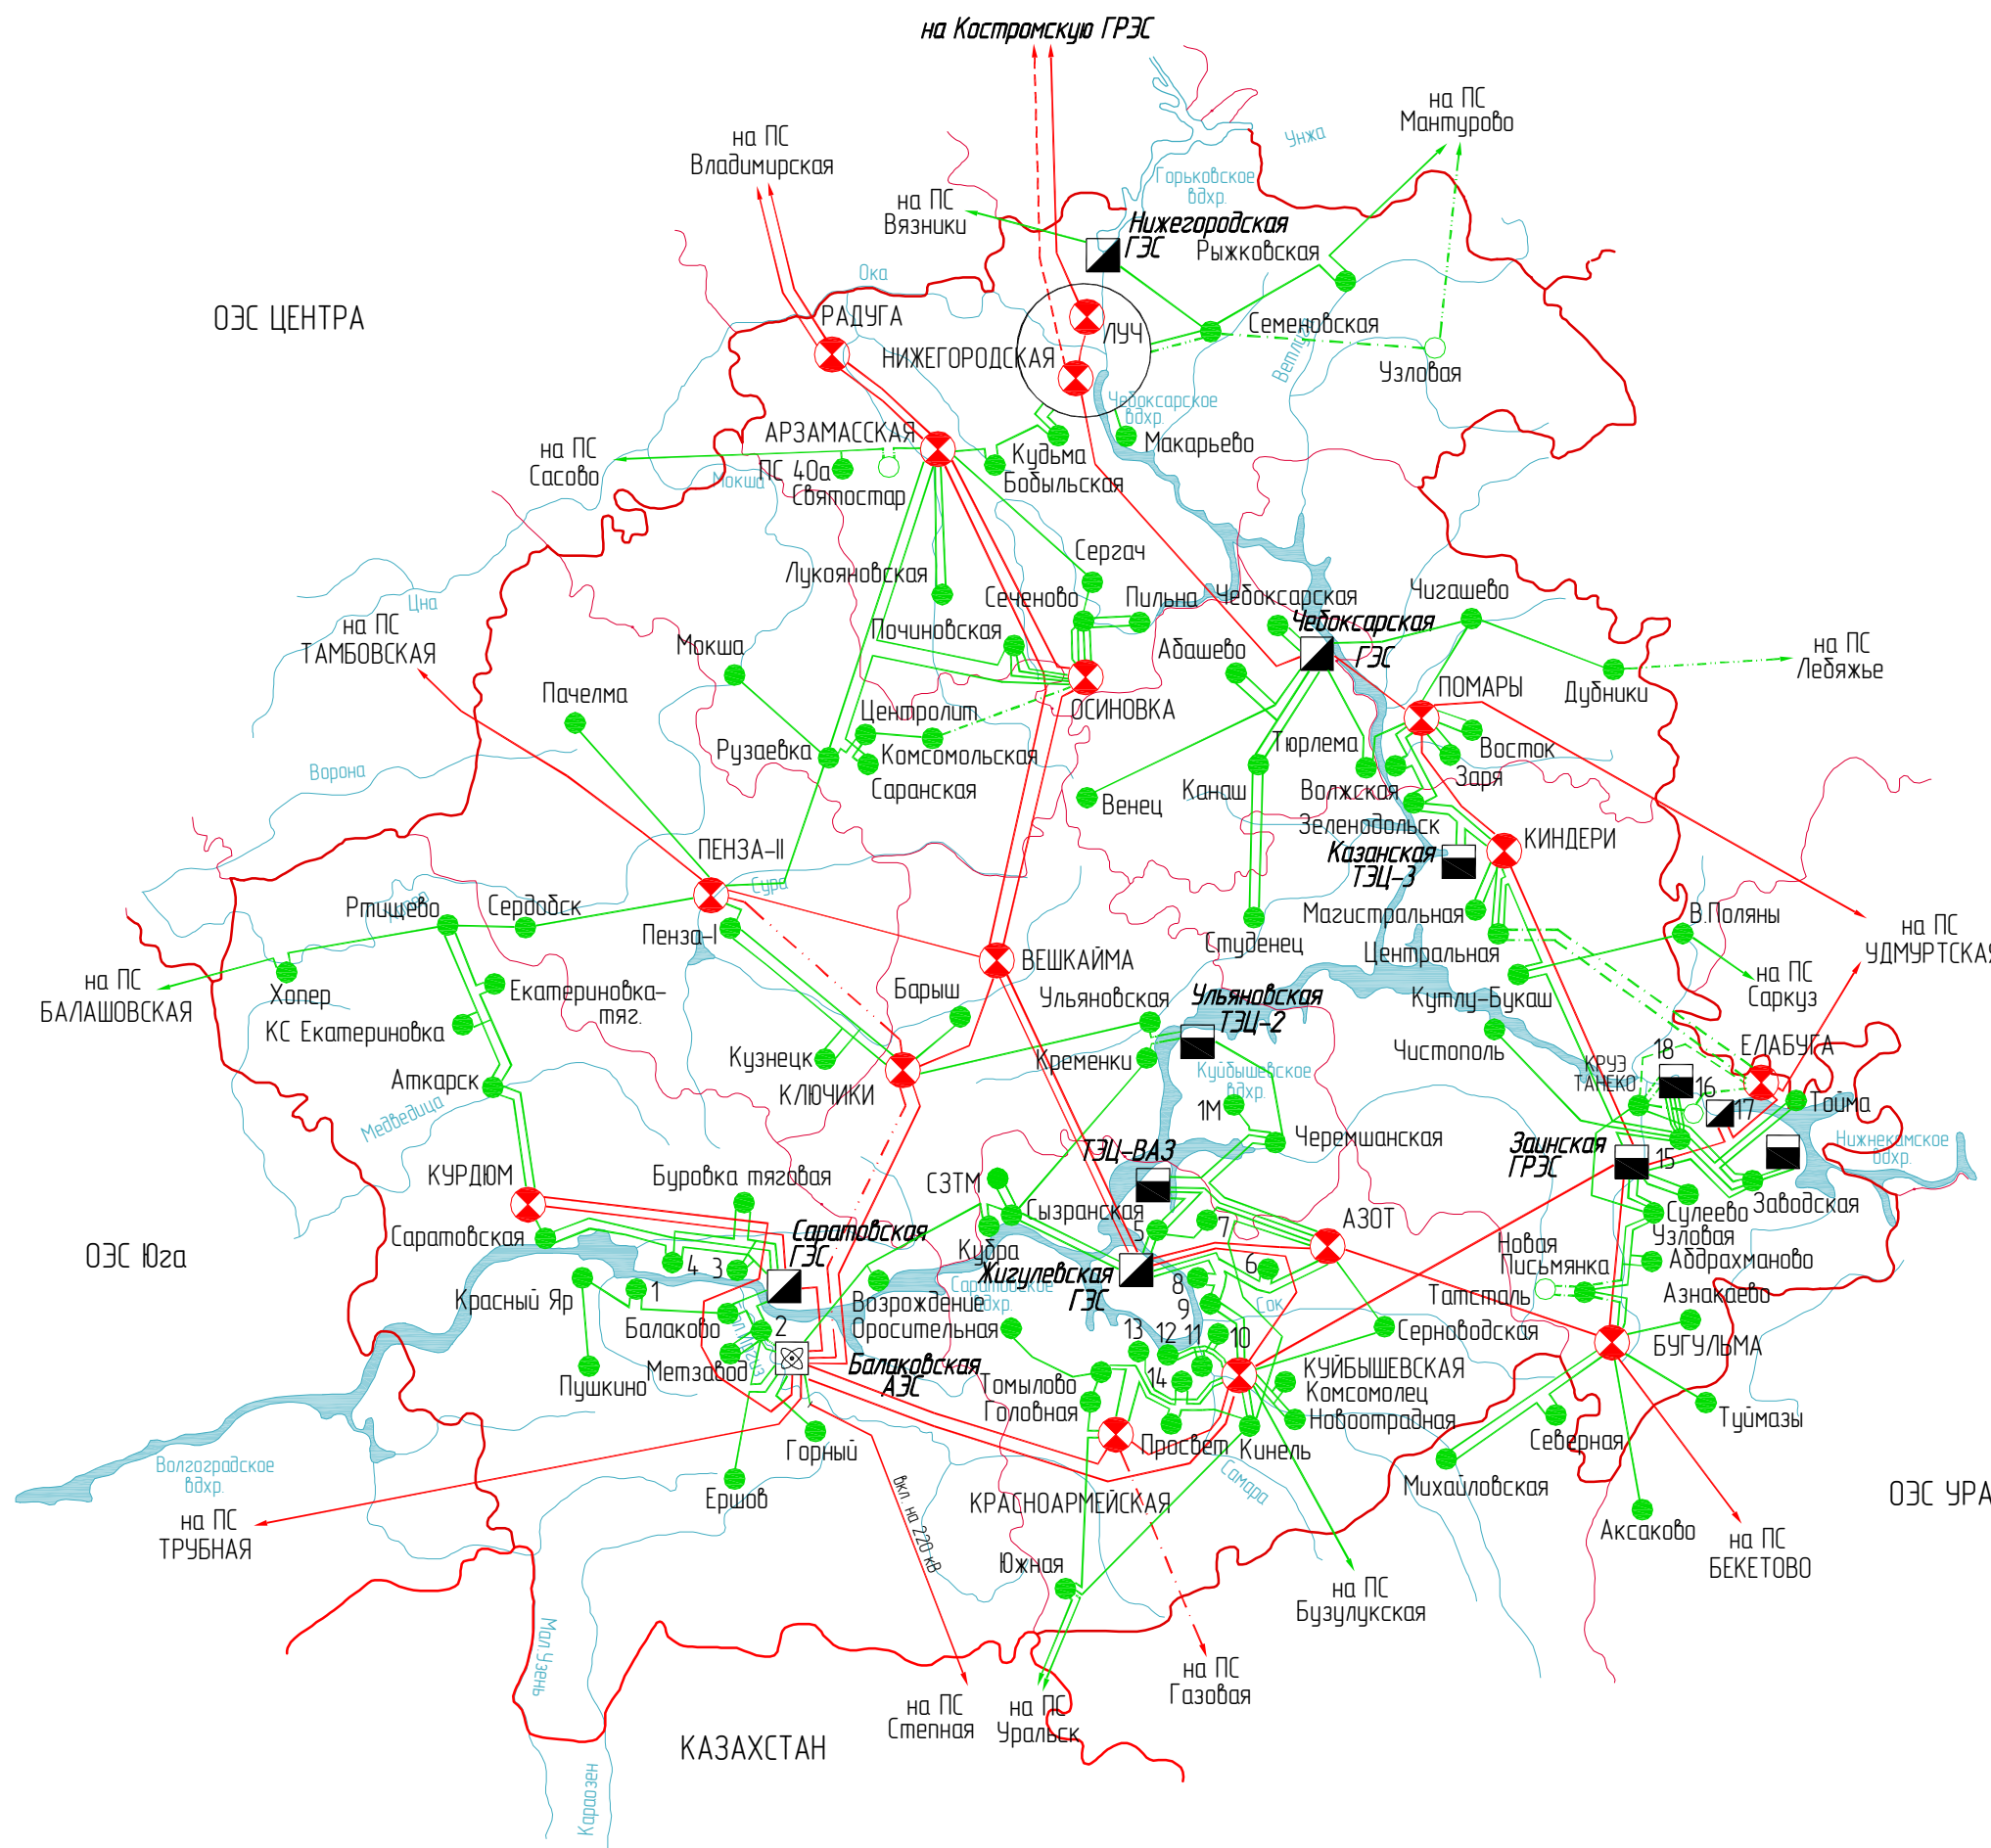 на Костромскую ГРЭС
на ПС
Мантурово
на ПС
Владимирская
Унжа
Горьковское
вдхр.
на ПС
Вязники
Нижегородская
ГЭС
Рыжковская
Ока
ОЭС ЦЕНТРА
РАДУГА
ЛУЧ
Семеновская
НИЖЕГОРОДСКАЯ
Ветлуга
Узловая
Чебоксарское
вдхр.
АРЗАМАССКАЯ
Макарьево
на ПС
Сасово
Кудьма
Бобыльская
ПС 40а
Святостар
Мокша
Сергач
Лукояновская
Сеченово
Пильна
Чебоксарская
Чигашево
Цна
на ПС
ТАМБОВСКАЯ
Починовская
Чебоксарская
ГЭС
Мокша
Абашево
на ПС
Лебяжье
Дубники
ПОМАРЫ
Пачелма
Центролит
ОСИНОВКА
Рузаевка
Комсомольская
Саранская
Тюрлема
Восток
Заря
Ворона
Венец
Канаш
Волжская
Зеленодольск
КИНДЕРИ
Казанская
ТЭЦ-3
ПЕНЗА-II
Сура
Ртищево
Сердобск
Хопер
Пенза-I
Магистральная
В.Поляны
Студенец
Центральная
на ПС
УДМУРТСКАЯ
на ПС
БАЛАШОВСКАЯ
Хопер
Екатериновка-
тяг.
КС Екатериновка
ВЕШКАЙМА
Барыш
Ульяновская
Ульяновская
ТЭЦ-2
Кутлу-Букаш
на ПС
Саркуз
Кузнецк
КЛЮЧИКИ
Кременки
Куйбышевское
вдхр.
Чистополь
КРУЭ
ТАНЕКО
18
ЕЛАБУГА
16
17
Тойма
Аткарск
Медведица
1М
Черемшанская
Нижнекамское
вдхр.
ТЭЦ-ВАЗ
Заинская
ГРЭС
15
КУРДЮМ
Буровка тяговая
СЗТМ
Сызранская
5
7
АЗОТ
Заводская
Сулеево
Узловая
Саратовская
Саратовская
ГЭС
Кубра
Новая
Письмянка
Абдрахманово
ОЭС Юга
4
3
Жигулевская
ГЭС
6
8
Саратовское
вдхр.
Сок
Татсталь
Азнакаево
БУГУЛЬМА
Красный Яр
1
Балаково
2
Возрождение
Оросительная
9
10
11
12
13
14
Серноводская
Метзавод
Балаковская
АЭС
Томылово
Головная
КУЙБЫШЕВСКАЯ
Комсомолец
Новоотрадная
Пушкино
Горный
Просвет
Кинель
Северная
Туймазы
Волгоградское
вдхр.
Ершов
КРАСНОАРМЕЙСКАЯ
Самара
Михайловская
ОЭС УРА
на ПС
ТРУБНАЯ
вкл. на 220 кВ
Аксаково
на ПС
БЕКЕТОВО
Южная
на ПС
Бузулукская
Мал.Узень
на ПС
Газовая
на ПС
Степная
на ПС
Уральск
КАЗАХСТАН
Караозен